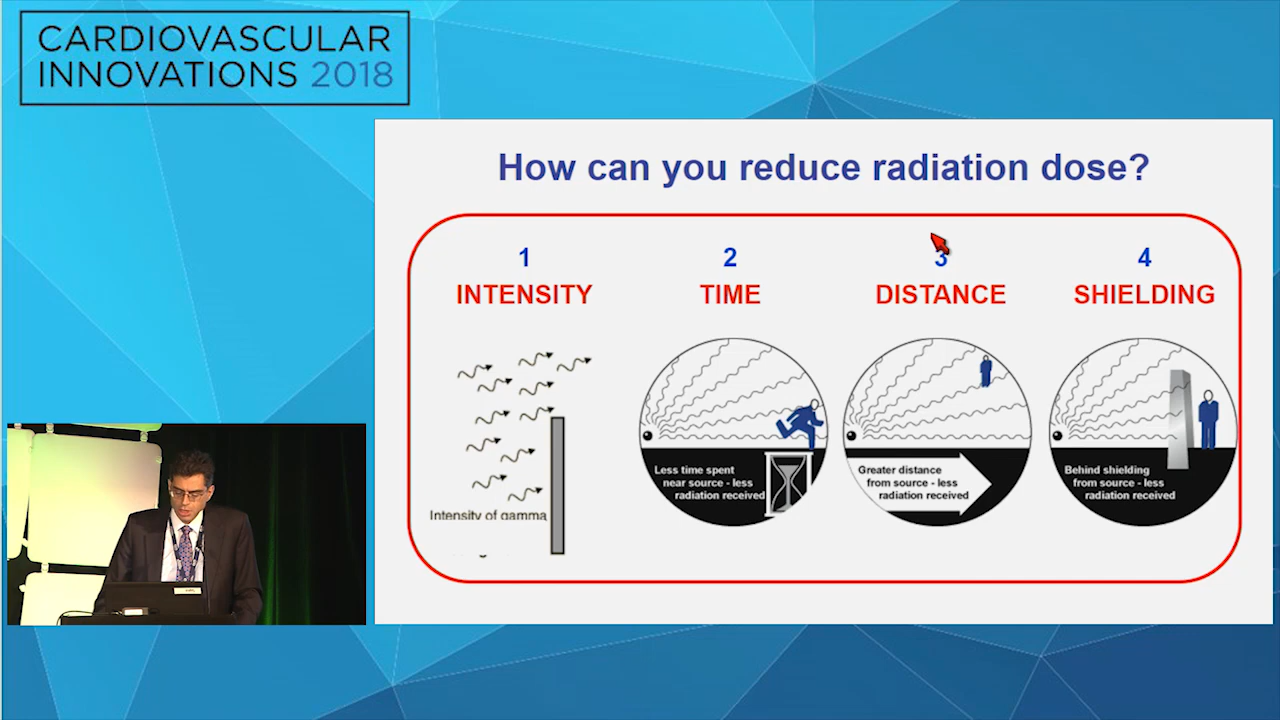 CARDIOVASCULAR
INNOVATIONS 2018
How can you reduce radiation dose?
1
INTENSITY
Intensity of gamma
2
TIME
Less time spent
near source - less
radiation received
3
DISTANCE
Greater distance
from source - less
radiation received
4
SHIELDING
Behind shielding
from source - less
radiation received